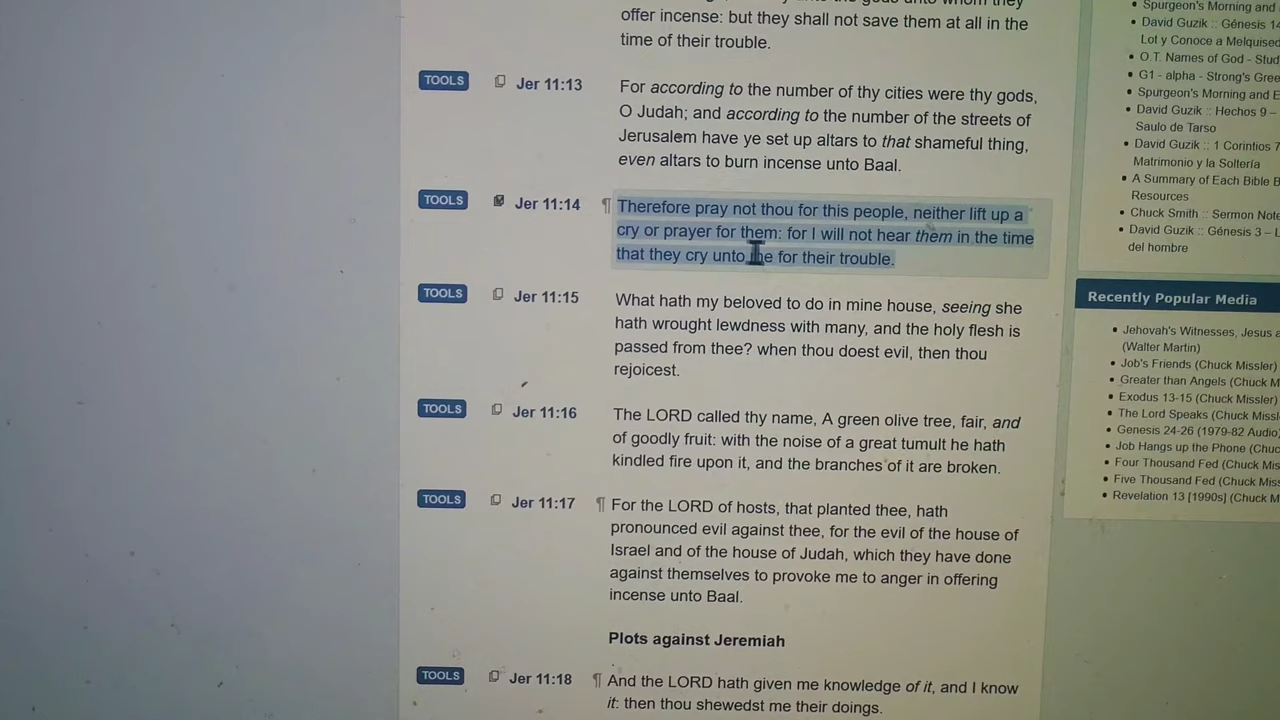 offer incense: but they shall not save them at all in the
time of their trouble.
TOOLS Jer 11:13 For according to the number of thy cities were thy gods,
O Judah; and according to the number of the streets of
Jerusalem have ye set up altars to that shameful thing,
even altars to burn incense unto Baal.
TOOLS Jer 11:14 ¶ Therefore pray not thou for this people, neither lift up a
cry or prayer for them: for I will not hear them in the time
that they cry unto me for their trouble.
TOOLS Jer 11:15 What hath my beloved to do in mine house, seeing she
hath wrought lewdness with many, and the holy flesh is
passed from thee? when thou doest evil, then thou
rejoicest.
TOOLS Jer 11:16 The LORD called thy name, A green olive tree, fair, and
of goodly fruit: with the noise of a great tumult he hath
kindled fire upon it, and the branches of it are broken.
TOOLS Jer 11:17 ¶ For the LORD of hosts, that planted thee, hath
pronounced evil against thee, for the evil of the house of
Israel and of the house of Judah, which they have done
against themselves to provoke me to anger in offering
incense unto Baal.
Plots against Jeremiah
TOOLS Jer 11:18 ¶ And the LORD hath given me knowledge of it, and I know
it: then thou shewedst me their doings.
Spurgeon's Morning and
David Guzik :: Génesis 14
Lot y Conoce a Melquised
O.T. Names of God - Stud
G1 - alpha - Strong's Gree
Spurgeon's Morning and E
David Guzik :: Hechos 9 –
Saulo de Tarso
David Guzik :: 1 Corintios 7
Matrimonio y la Soltería
A Summary of Each Bible B
Resources
Chuck Smith :: Sermon Note
David Guzik :: Génesis 3 – L
del hombre
Recently Popular Media
Jehovah's Witnesses, Jesus a
(Walter Martin)
Job's Friends (Chuck Missler)
Greater than Angels (Chuck M
Exodus 13-15 (Chuck Missler)
The Lord Speaks (Chuck Missl
Genesis 24-26 (1979-82 Audio)
Job Hangs up the Phone (Chuc
Four Thousand Fed (Chuck Mis
Five Thousand Fed (Chuck Miss
Revelation 13 [1990s] (Chuck M